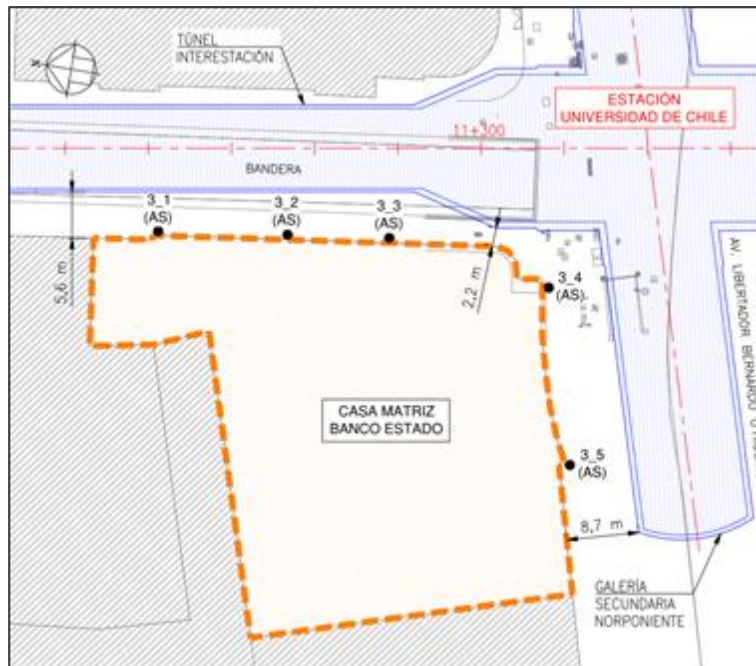 TÚNEL
INTERESTACIÓN
N
ESTACIÓN
UNIVERSIDAD DE CHILE
11+300
BANDERA
3_1
(AS)
3_2
(AS)
3_3
(AS)
5,6 m
2,2 m
3_4
(AS)
AV. LIBERTADOR BERNARDO
CASA MATRIZ
BANCO ESTADO
3_5
(AS)
8,7 m
GALERÍA
SECUNDARIA
NORPONIENTE